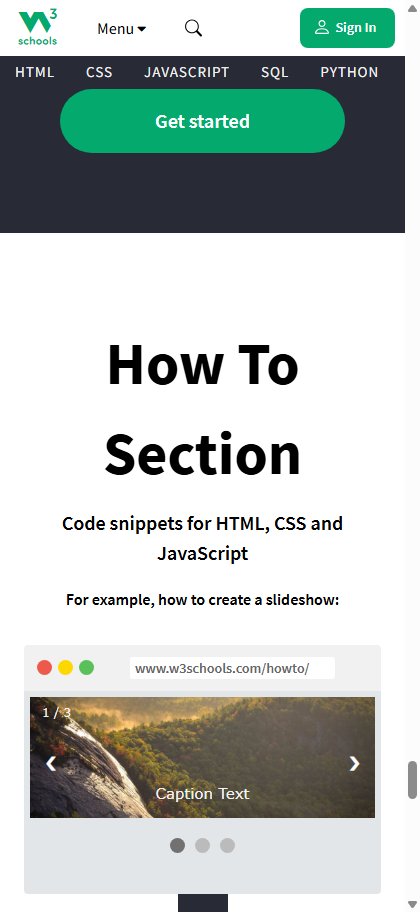 3
schools
Menu
Sign In
HTML CSS JAVASCRIPT SQL PYTHON
Get started
How To
Section
Code snippets for HTML, CSS and
JavaScript
For example, how to create a slideshow:
www.w3schools.com/howto/
1 / 3
❮ ❯
Caption Text